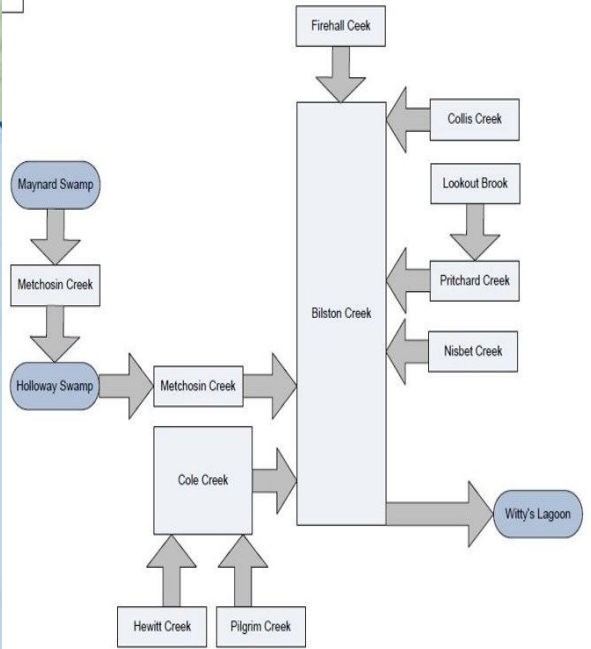 Firehall Ceek
Collis Creek
Maynard Swamp
Lookout Brook
Metchosin Creek
Pritchard Creek
Bilston Creek
Nisbet Creek
Holloway Swamp
Metchosin Creek
Cole Creek
Witty's Lagoon
Hewitt Creek
Pilgrim Creek